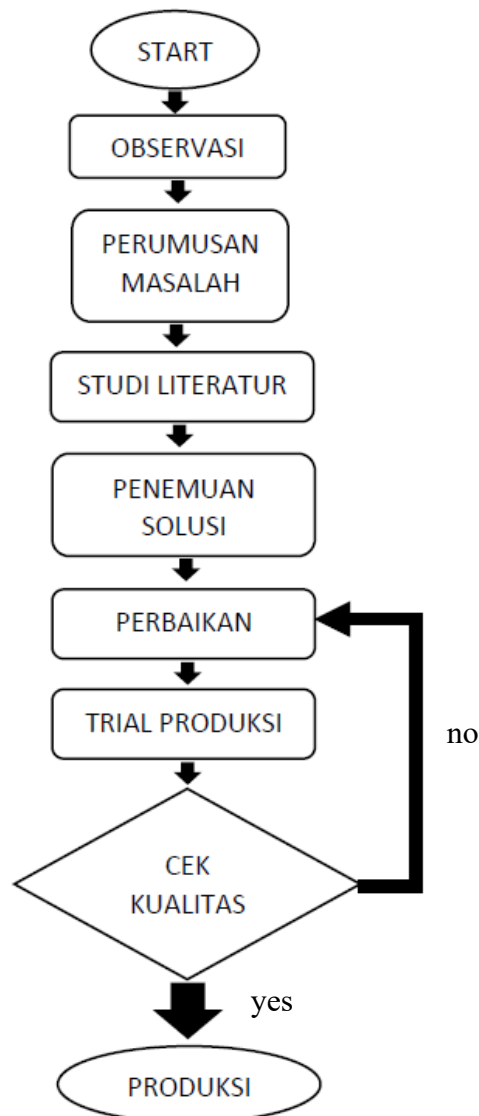 START
OBSERVASI
PERUMUSAN
MASALAH
STUDI LITERATUR
PENEMUAN
SOLUSI
PERBAIKAN
TRIAL PRODUKSI
no
CEK
KUALITAS
yes
PRODUKSI